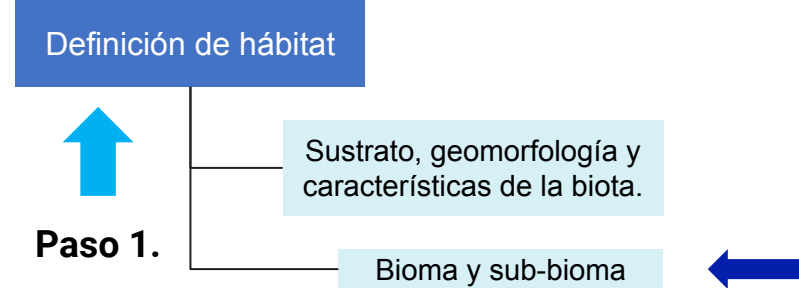 Definición de hábitat
Sustrato, geomorfología y
características de la biota.
Paso 1.
Bioma y sub-bioma